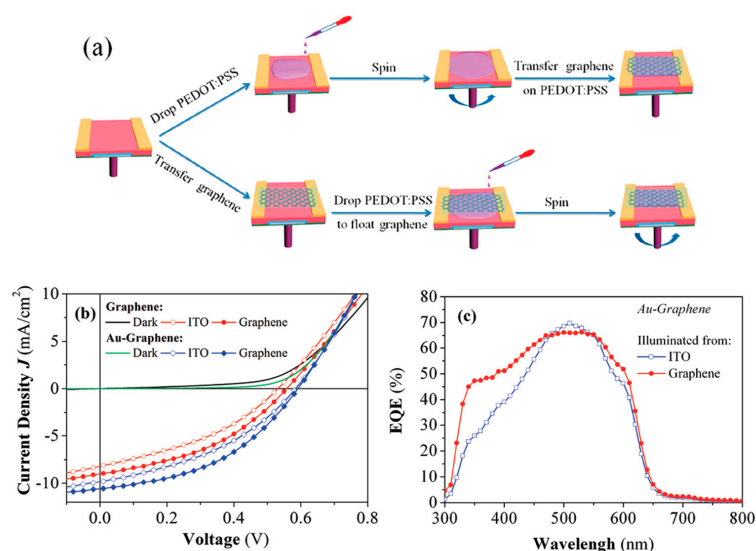 (a)
Drop PEDOT:PSS
Spin
Transfer graphene
on PEDOT:PSS
Transfer graphene
Drop PEDOT:PSS
to float graphene
Spin
(b)
Graphene:
Dark ITO Graphene
Au-Graphene:
Dark ITO Graphene
10
5
0
-5
-10
Current Density J (mA/cm²)
0.0 0.2 0.4 0.6 0.8
Voltage (V)
(c)
Au-Graphene
Illuminated from:
ITO
Graphene
80
70
60
50
40
30
20
10
0
EQE (%)
300 400 500 600 700 800
Wavelengh (nm)